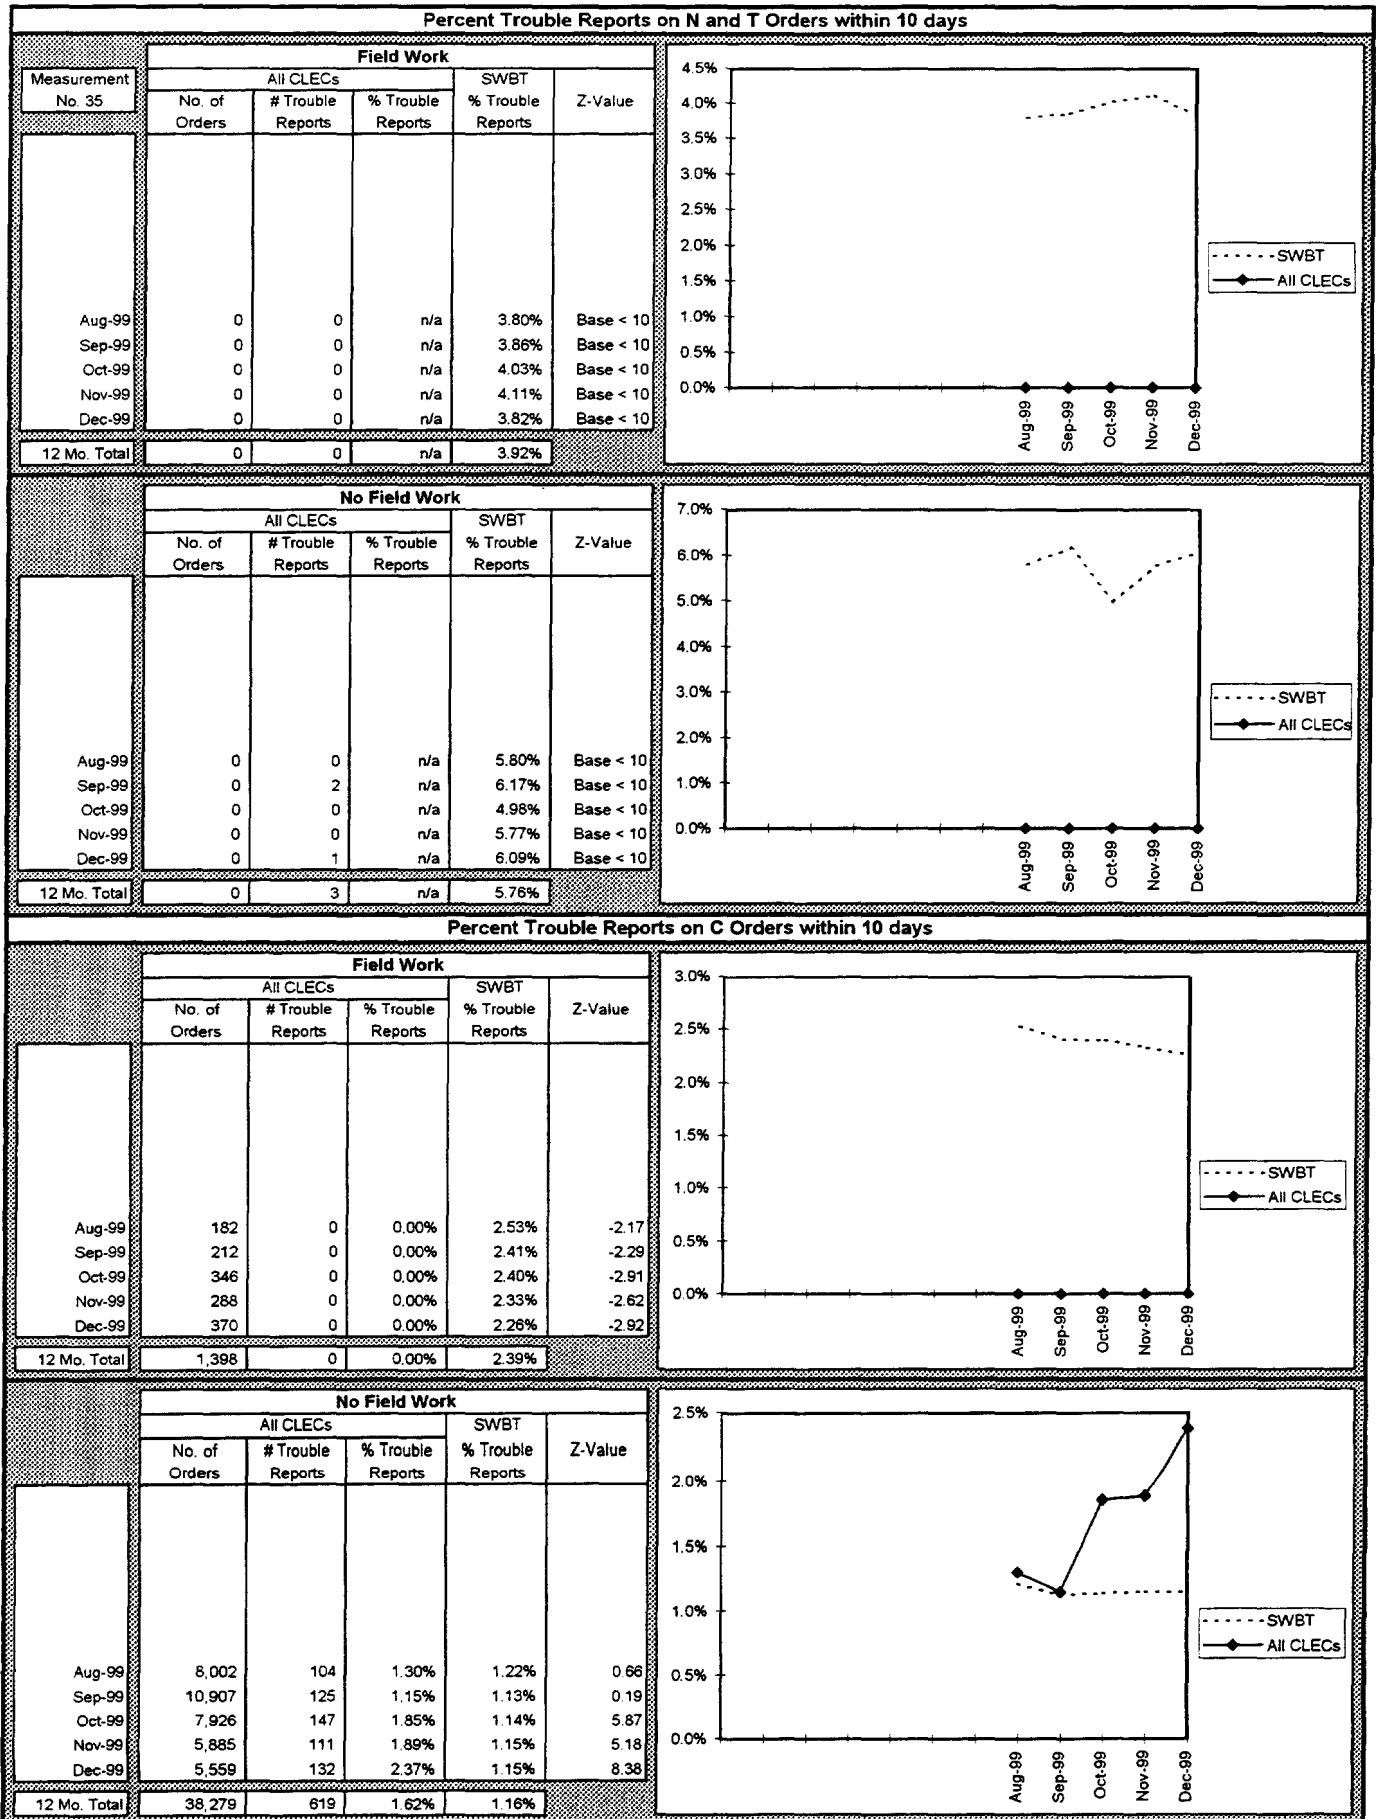 Percent Trouble Reports on N and T Orders within 10 days
Measurement
No. 35
Field Work
All CLECs SWBT
No. of # Trouble % Trouble % Trouble Z-Value
Orders Reports Reports Reports
Aug-99 0 0 n/a 3.80% Base < 10
Sep-99 0 0 n/a 3.86% Base < 10
Oct-99 0 0 n/a 4.03% Base < 10
Nov-99 0 0 n/a 4.11% Base < 10
Dec-99 0 0 n/a 3.82% Base < 10
12 Mo. Total 0 0 n/a 3.92%
4.5%
4.0%
3.5%
3.0%
2.5%
2.0%
1.5%
1.0%
0.5%
0.0%
Aug-99 Sep-99 Oct-99 Nov-99 Dec-99
SWBT
All CLECs
No Field Work
All CLECs SWBT
No. of # Trouble % Trouble % Trouble Z-Value
Orders Reports Reports Reports
Aug-99 0 0 n/a 5.80% Base < 10
Sep-99 0 2 n/a 6.17% Base < 10
Oct-99 0 0 n/a 4.98% Base < 10
Nov-99 0 0 n/a 5.77% Base < 10
Dec-99 0 1 n/a 6.09% Base < 10
12 Mo. Total 0 3 n/a 5.76%
7.0%
6.0%
5.0%
4.0%
3.0%
2.0%
1.0%
0.0%
Aug-99 Sep-99 Oct-99 Nov-99 Dec-99
SWBT
All CLECs
Percent Trouble Reports on C Orders within 10 days
Field Work
All CLECs SWBT
No. of # Trouble % Trouble % Trouble Z-Value
Orders Reports Reports Reports
Aug-99 182 0 0.00% 2.53% -2.17
Sep-99 212 0 0.00% 2.41% -2.29
Oct-99 346 0 0.00% 2.40% -2.91
Nov-99 288 0 0.00% 2.33% -2.62
Dec-99 370 0 0.00% 2.26% -2.92
12 Mo. Total 1,398 0 0.00% 2.39%
3.0%
2.5%
2.0%
1.5%
1.0%
0.5%
0.0%
Aug-99 Sep-99 Oct-99 Nov-99 Dec-99
SWBT
All CLECs
No Field Work
All CLECs SWBT
No. of # Trouble % Trouble % Trouble Z-Value
Orders Reports Reports Reports
Aug-99 8,002 104 1.30% 1.22% 0.66
Sep-99 10,907 125 1.15% 1.13% 0.19
Oct-99 7,926 147 1.85% 1.14% 5.87
Nov-99 5,885 111 1.89% 1.15% 5.18
Dec-99 5,559 132 2.37% 1.15% 8.38
12 Mo. Total 38,279 619 1.62% 1.16%
2.5%
2.0%
1.5%
1.0%
0.5%
0.0%
Aug-99 Sep-99 Oct-99 Nov-99 Dec-99
SWBT
All CLECs